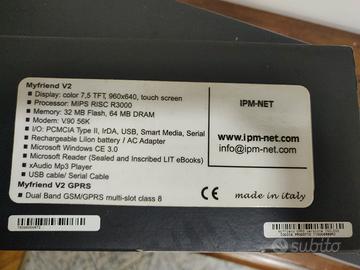 Myfriend V2
Display: color 7,5 TFT, 960x640, touch screen
Processor: MIPS RISC R3000
Memory: 32 MB Flash, 64 MB DRAM
Modem: V.90 56K
I/O: PCMCIA Type II, IrDA, USB, Smart Media, Serial
Rechargeable LiIon battery / AC Adapter
Microsoft Windows CE 3.0
Microsoft Reader (Sealed and Inscribed LIT eBooks)
xAudio Mp3 Player
USB cable/ Serial Cable
Myfriend V2 GPRS
Dual Band GSM/GPRS multi-slot class 8
IPM-NET
www.ipm-net.com
info@ipm-net.com
CE
made in italy
subito